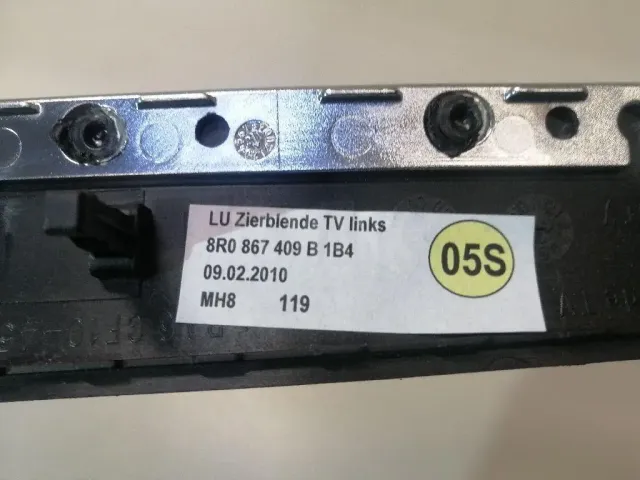 LU Zierblende TV links
8R0 867 409 B 1B4
09.02.2010
MH8 119
05S